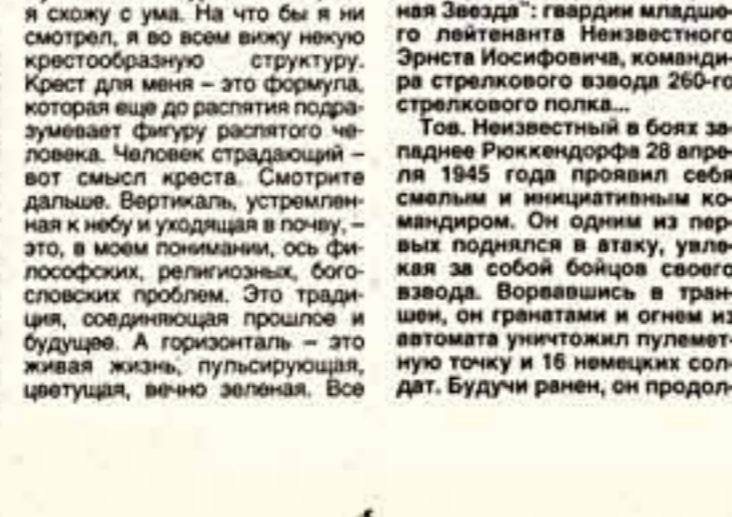 я схожу с ума. На что бы я ни
смотрел, я во всем вижу некую
крестообразную структуру.
Крест для меня – это формула,
которая еще до распятия подра-
зумевает фигуру распятого че-
ловека. Человек страдающий –
вот смысл креста. Смотрите
дальше. Вертикаль, устремлен-
ная к небу и уходящая в почву, –
это, в моем понимании, ось фи-
лософских, религиозных, бого-
словских проблем. Это тради-
ция, соединяющая прошлое и
будущее. А горизонталь – это
живая жизнь, пульсирующая,
цветущая, вечно зеленая. Все
ная Звезда": гвардии младше-
го лейтенанта Неизвестного
Эрнста Иосифовича, команди-
ра стрелкового взвода 260-го
стрелкового полка...
Тов. Неизвестный в боях за-
паднее Рюккендорфа 28 апре-
ля 1945 года проявил себя
смелым и инициативным ко-
мандиром. Он одним из пер-
вых поднялся в атаку, увле-
кая за собой бойцов своего
взвода. Ворвавшись в тран-
шеи, он гранатами и огнем из
автомата уничтожил пулемет-
ную точку и 16 немецких сол-
дат. Будучи ранен, он продол-